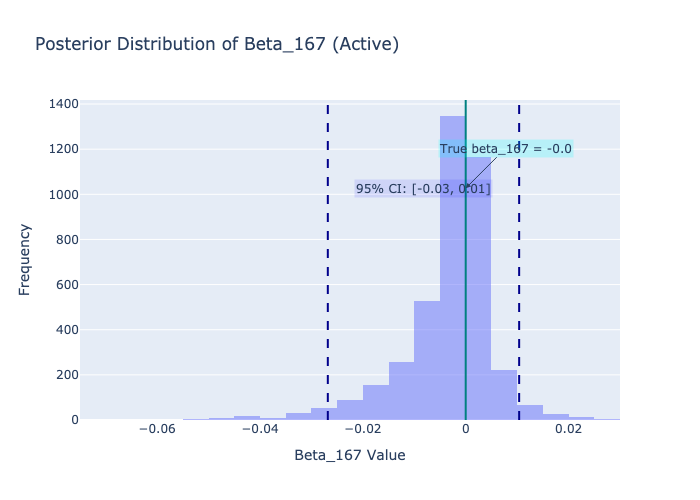 Posterior Distribution of Beta_167 (Active)
1400
1200
1000
800
600
400
200
0
Frequency
True beta_167 = -0.0
95% CI: [-0.03, 0.01]
−0.06
−0.04
−0.02
0
0.02
Beta_167 Value